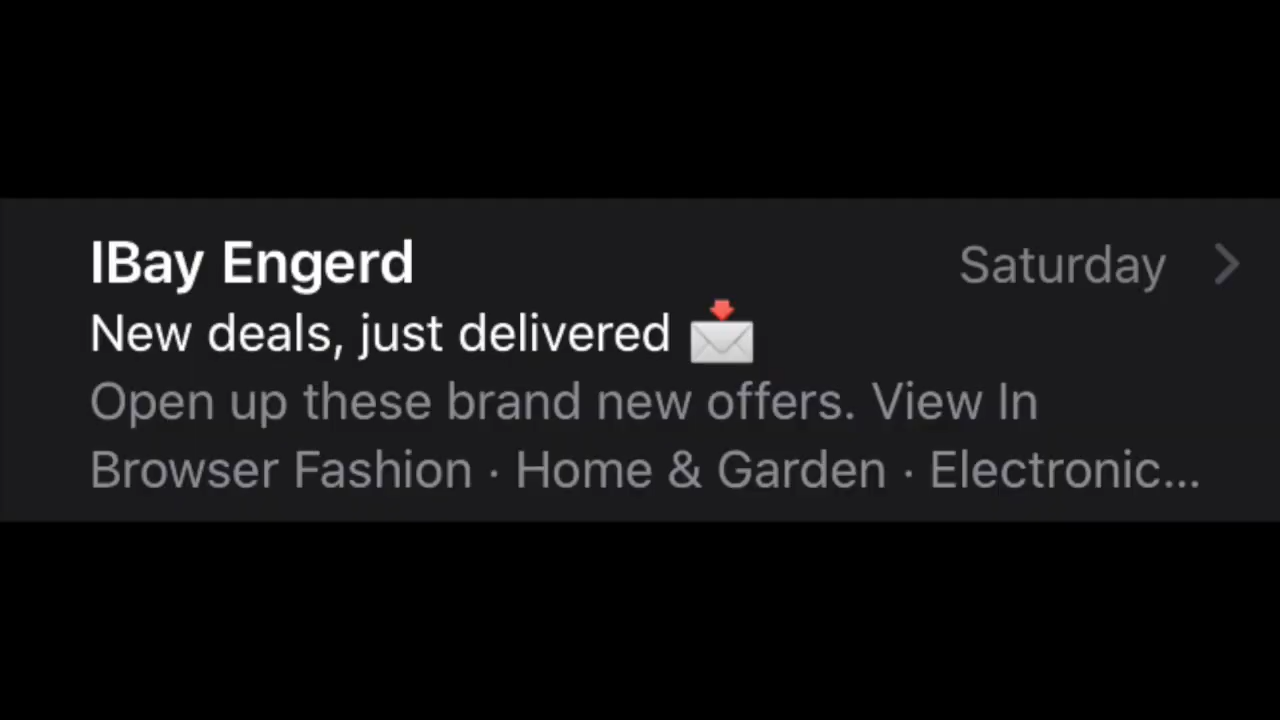 IBay Engerd
Saturday
New deals, just delivered 📩
Open up these brand new offers. View In
Browser Fashion · Home & Garden · Electronic...